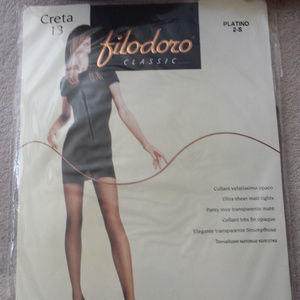 Creta
13
filodoro
CLASSIC
PLATINO
2-S
Collant velatissimo opaco
Ultra sheer matt tights
Panty muy transparente mate
Collant très fin opaque
Elegante transparente Strumpfhose
Тончайшие матовые колготки